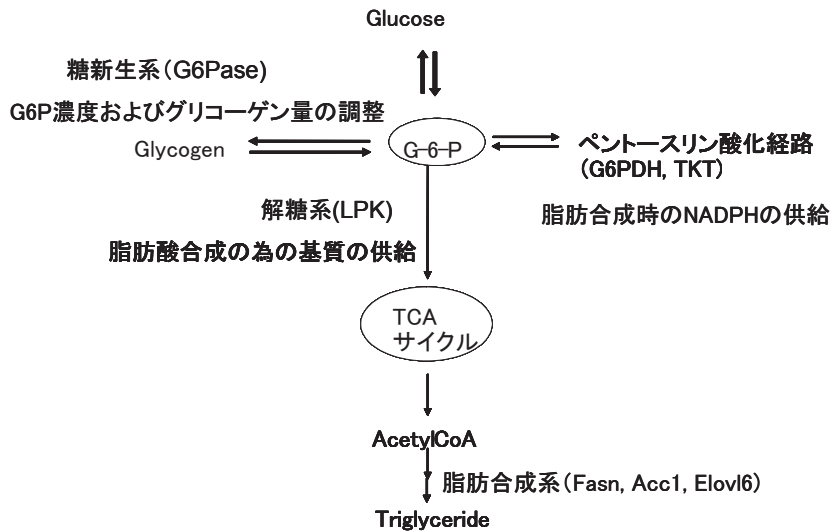 Glucose
糖新生系（G6Pase)
G6P濃度およびグリコーゲン量の調整
Glycogen
G-6-P
ペントースリン酸化経路
（G6PDH, TKT）
解糖系(LPK)
脂肪合成時のNADPHの供給
脂肪酸合成の為の基質の供給
TCA
サイクル
AcetylCoA
脂肪合成系（Fasn, Acc1, Elovl6）
Triglyceride